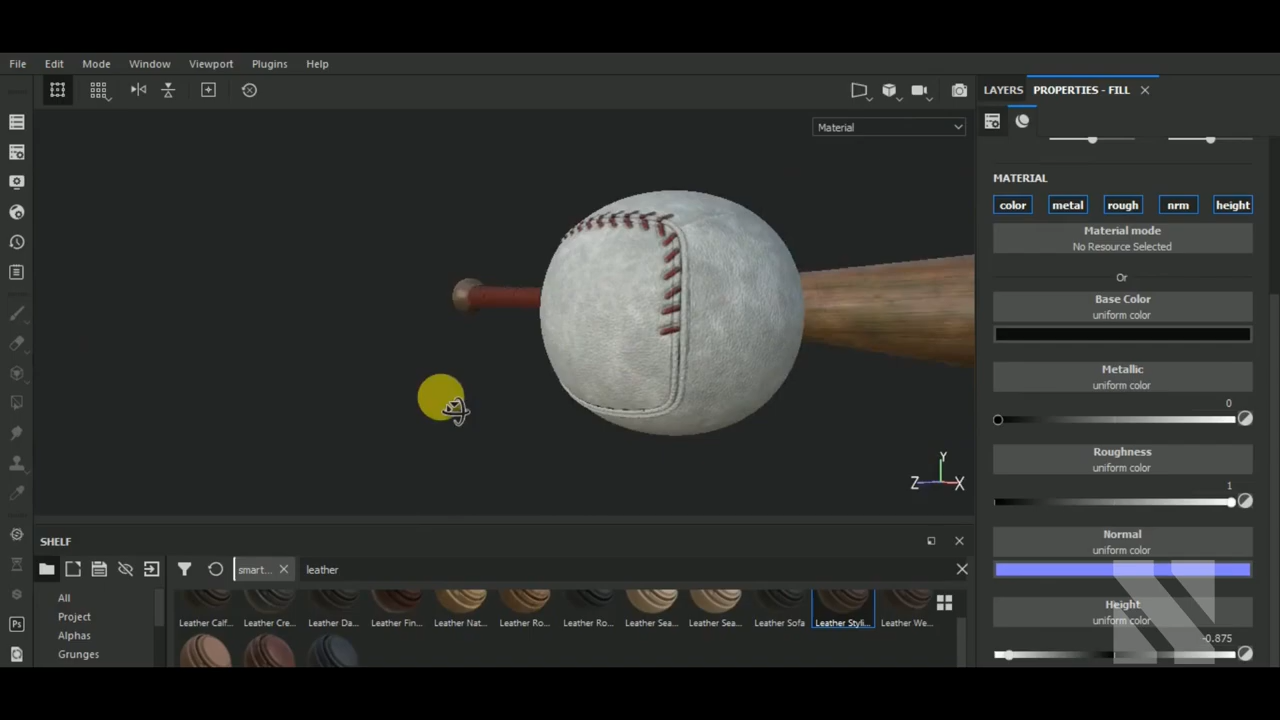 File Edit Mode Window Viewport Plugins Help
LAYERS PROPERTIES - FILL
Material
MATERIAL
color metal rough nrm height
Material mode
No Resource Selected
Or
Base Color
uniform color
Metallic
uniform color
0
Roughness
uniform color
1
Normal
uniform color
Height
uniform color
-0.875
Y
Z X
SHELF
smart... leather
All
Project
Alphas
Grunges
Leather Calf... Leather Cre... Leather Da... Leather Fin... Leather Nat... Leather Ro... Leather Ro... Leather Sea... Leather Sea... Leather Sofa Leather Styli... Leather We...
Ps